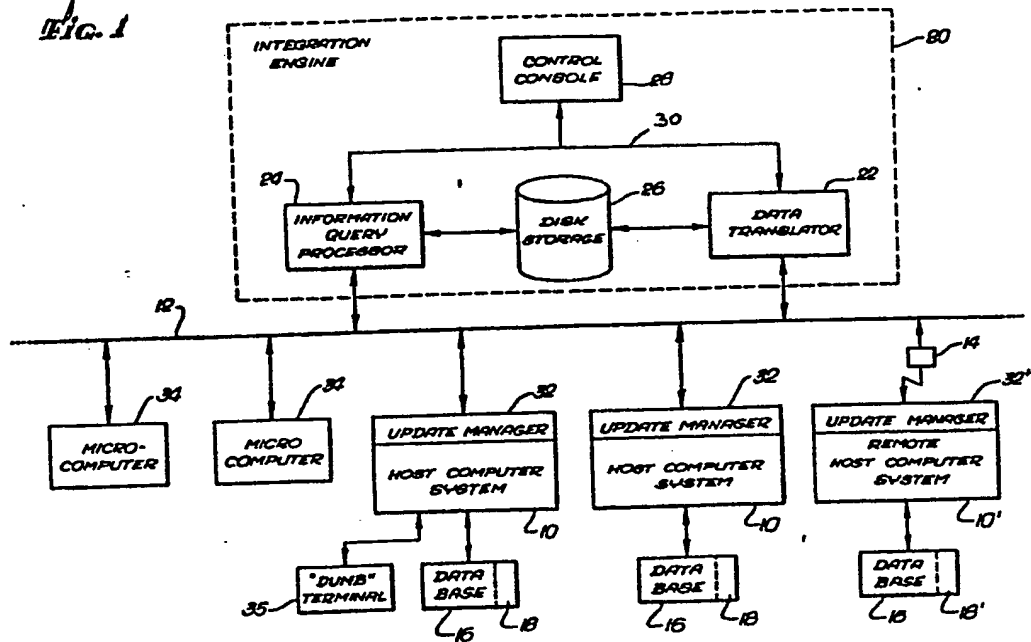 FIG. 1
INTEGRATION
ENGINE
20
CONTROL
CONSOLE
28
30
24
26
22
INFORMATION
QUERY
PROCESSOR
DISK
STORAGE
DATA
TRANSLATOR
12
14
34
34
32
32
32'
MICRO-
COMPUTER
MICRO
COMPUTER
UPDATE MANAGER
HOST COMPUTER
SYSTEM
UPDATE MANAGER
HOST COMPUTER
SYSTEM
UPDATE MANAGER
REMOTE
HOST COMPUTER
SYSTEM
10
10
10'
"DUMB"
TERMINAL
35
DATA
BASE
16
18
DATA
BASE
16
18
DATA
BASE
16
18'